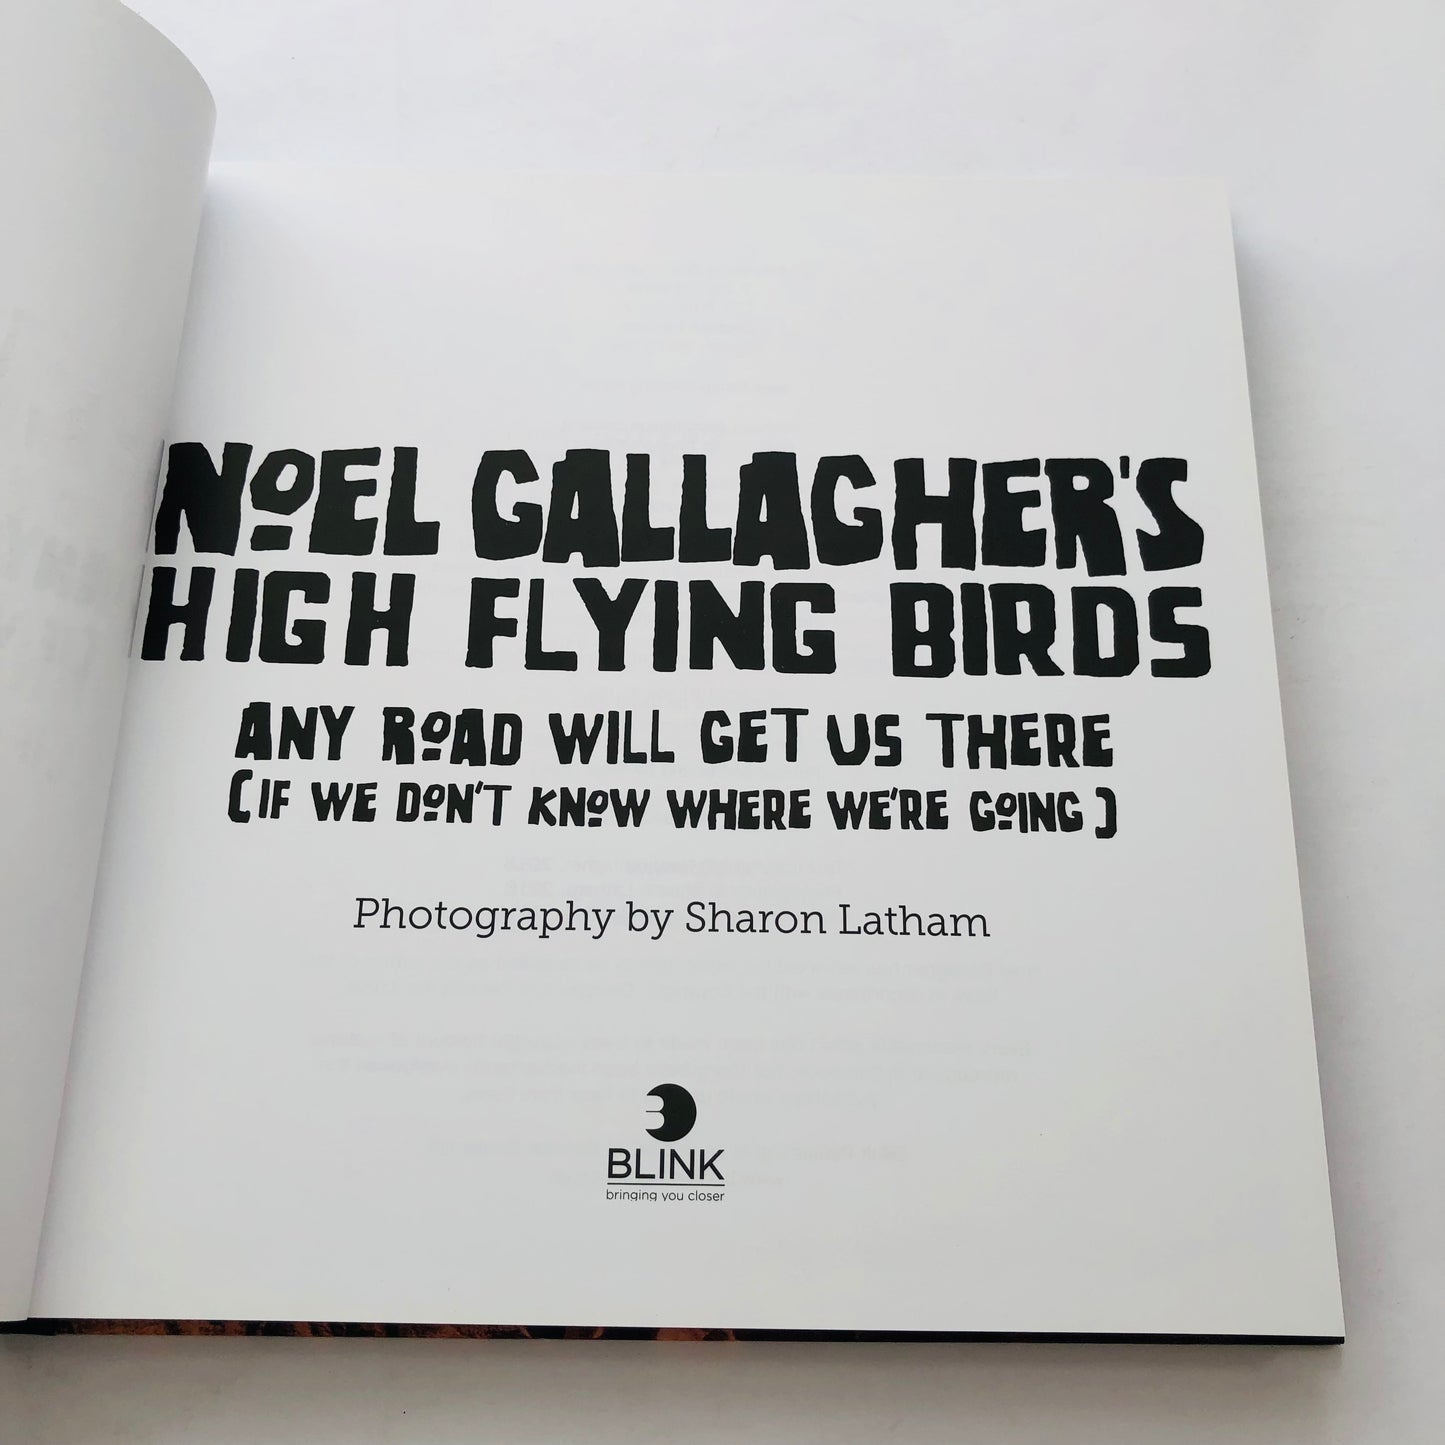 NOEL GALLAGHER'S
HIGH FLYING BIRDS
ANY ROAD WILL GET US THERE
(IF WE DON'T KNOW WHERE WE'RE GOING)
Photography by Sharon Latham
BLINK
bringing you closer